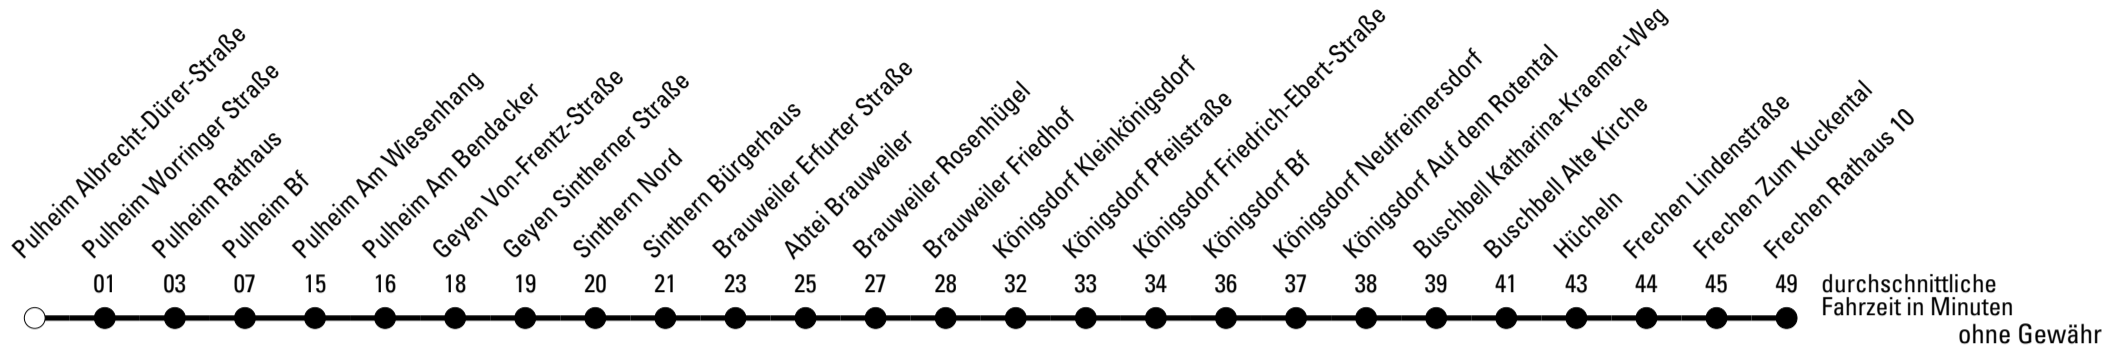 Pulheim Albrecht-Dürer-Straße
Pulheim Worringer Straße
Pulheim Rathaus
Pulheim Bf
Pulheim Am Wiesenhang
Pulheim Am Bendacker
Geyen Von-Frentz-Straße
Geyen Sintherner Straße
Sinthern Nord
Sinthern Bürgerhaus
Brauweiler Erfurter Straße
Abtei Brauweiler
Brauweiler Rosenhügel
Brauweiler Friedhof
Königsdorf Kleinkönigsdorf
Königsdorf Pfeilstraße
Königsdorf Friedrich-Ebert-Straße
Königsdorf Bf
Königsdorf Neufreimersdorf
Königsdorf Auf dem Rotental
Buschbell Katharina-Kraemer-Weg
Buschbell Alte Kirche
Hücheln
Frechen Lindenstraße
Frechen Zum Kuckental
Frechen Rathaus 10
01 03 07 15 16 18 19 20 21 23 25 27 28 32 33 34 36 37 38 39 41 43 44 45 49 durchschnittliche
Fahrzeit in Minuten
ohne Gewähr